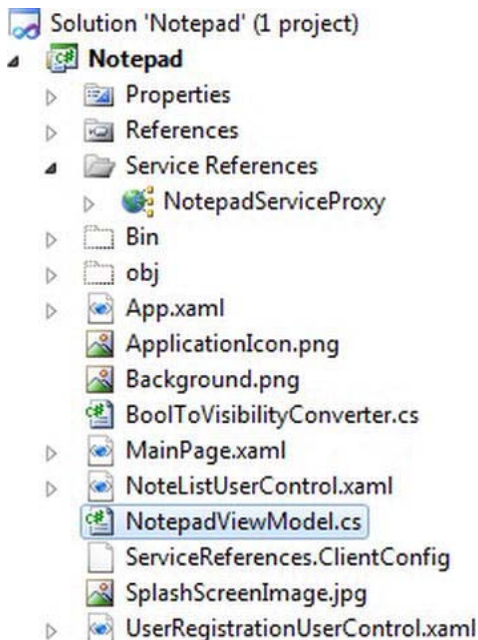 Solution 'Notepad' (1 project)
Notepad
Properties
References
Service References
NotepadServiceProxy
Bin
obj
App.xaml
ApplicationIcon.png
Background.png
BoolToVisibilityConverter.cs
MainPage.xaml
NoteListUserControl.xaml
NotepadViewModel.cs
ServiceReferences.ClientConfig
SplashScreenImage.jpg
UserRegistrationUserControl.xaml